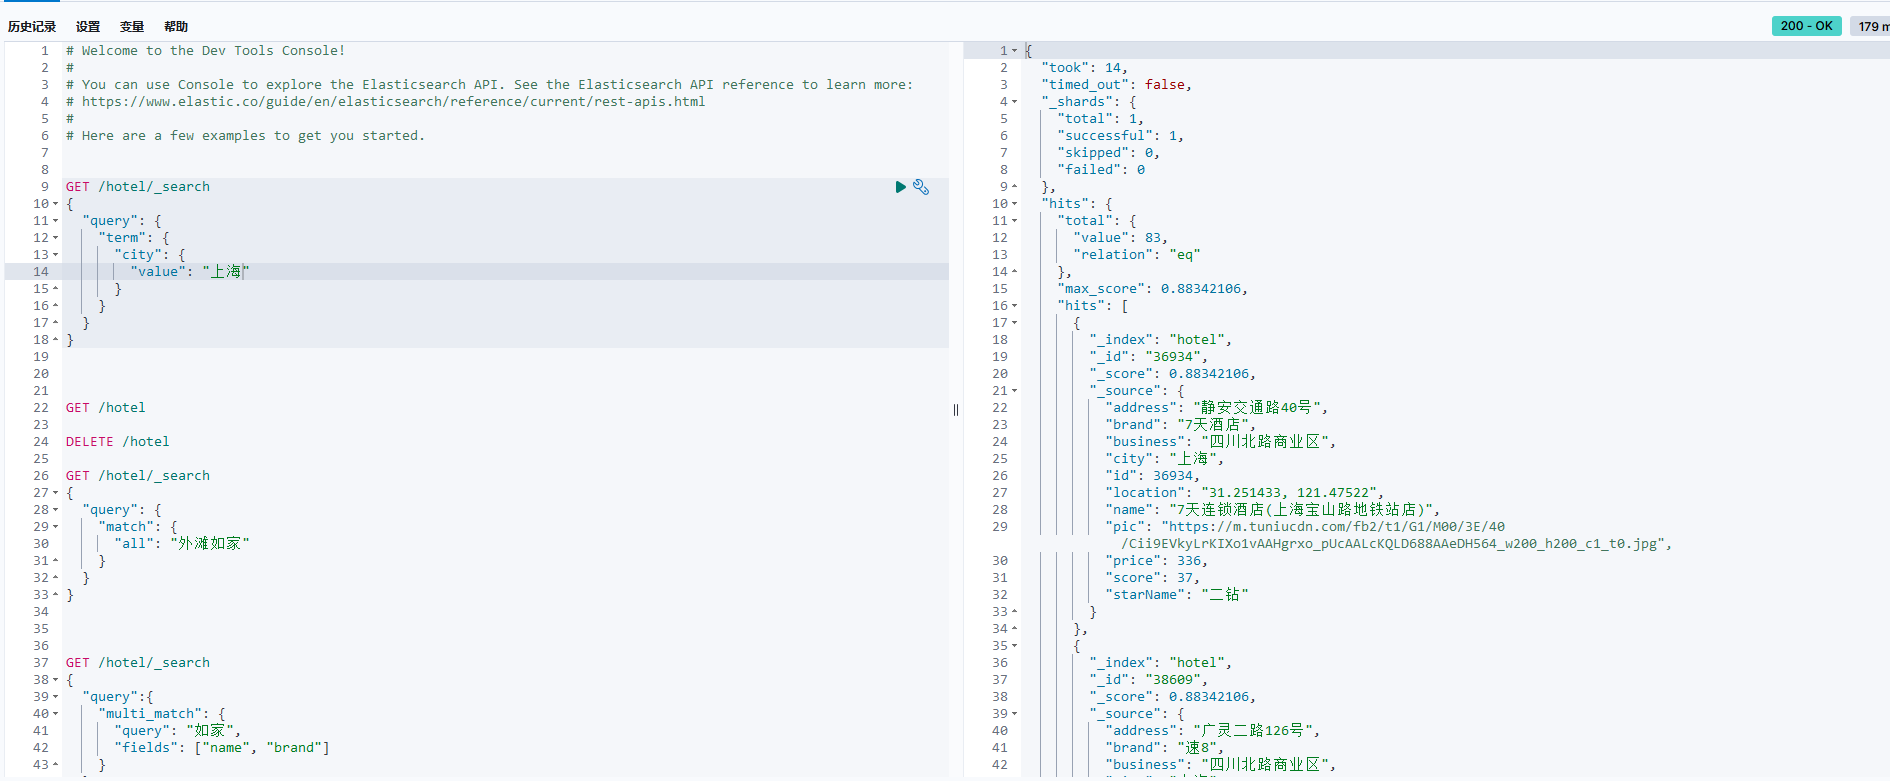 历史记录 设置 变量 帮助
200 - OK 179 m
1 # Welcome to the Dev Tools Console!
2 #
3 # You can use Console to explore the Elasticsearch API. See the Elasticsearch API reference to learn more:
4 # https://www.elastic.co/guide/en/elasticsearch/reference/current/rest-apis.html
5 #
6 # Here are a few examples to get you started.
7
8
9 GET /hotel/_search
10 {
11 "query": {
12 "term": {
13 "city": {
14 "value": "上海"
15 }
16 }
17 }
18 }
19
20
21
22 GET /hotel
23
24 DELETE /hotel
25
26 GET /hotel/_search
27 {
28 "query": {
29 "match": {
30 "all": "外滩如家"
31 }
32 }
33 }
34
35
36
37 GET /hotel/_search
38 {
39 "query":{
40 "multi_match": {
41 "query": "如家",
42 "fields": ["name", "brand"]
43 }
1 {
2 "took": 14,
3 "timed_out": false,
4 "_shards": {
5 "total": 1,
6 "successful": 1,
7 "skipped": 0,
8 "failed": 0
9 },
10 "hits": {
11 "total": {
12 "value": 83,
13 "relation": "eq"
14 },
15 "max_score": 0.88342106,
16 "hits": [
17 {
18 "_index": "hotel",
19 "_id": "36934",
20 "_score": 0.88342106,
21 "_source": {
22 "address": "静安交通路40号",
23 "brand": "7天酒店",
24 "business": "四川北路商业区",
25 "city": "上海",
26 "id": 36934,
27 "location": "31.251433, 121.47522",
28 "name": "7天连锁酒店(上海宝山路地铁站店)",
29 "pic": "https://m.tuniucdn.com/fb2/t1/G1/M00/3E/40
/Cii9EVkyLrKIXo1vAAHgrxo_pUcAALcKQLD688AAeDH564_w200_h200_c1_t0.jpg",
30 "price": 336,
31 "score": 37,
32 "starName": "二钻"
33 }
34 },
35 {
36 "_index": "hotel",
37 "_id": "38609",
38 "_score": 0.88342106,
39 "_source": {
40 "address": "广灵二路126号",
41 "brand": "速8",
42 "business": "四川北路商业区",